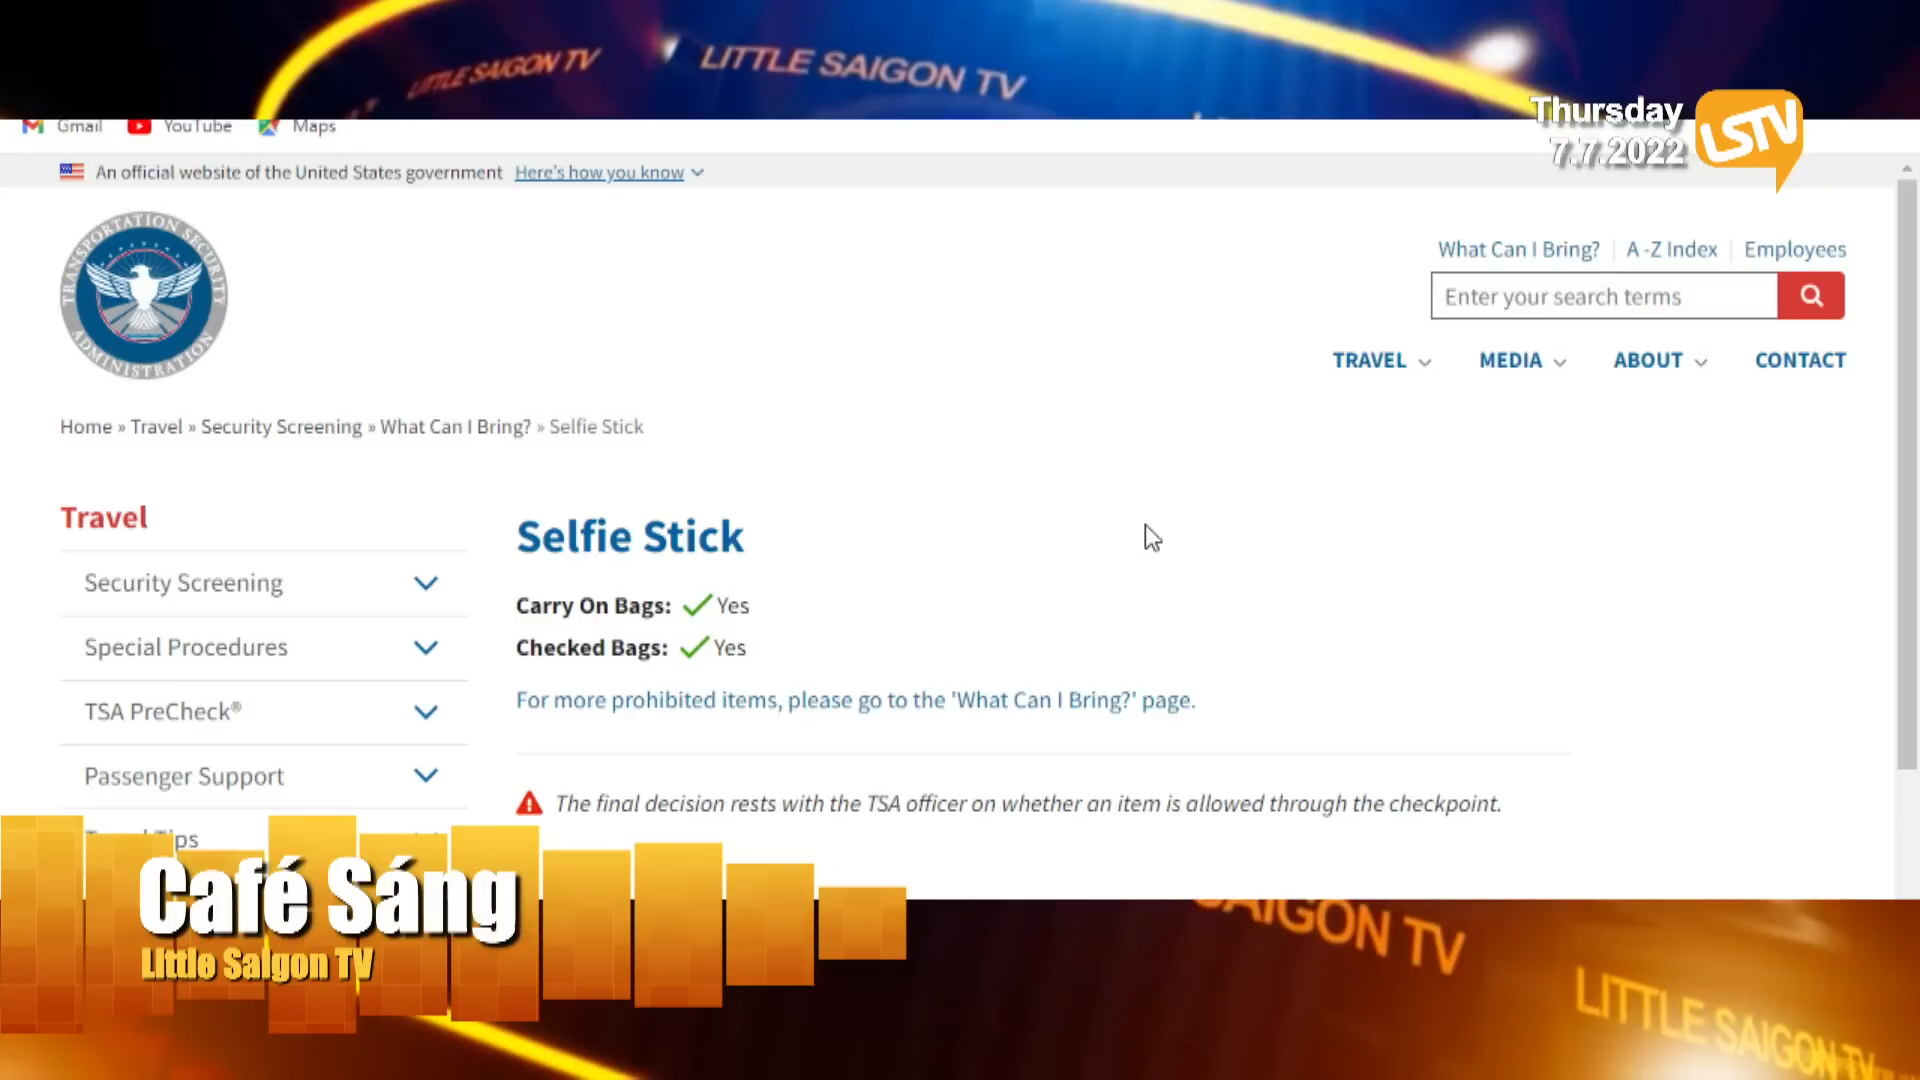 LITTLE SAIGON TV
LITTLE SAIGON TV
Gmail YouTube Maps
Thursday
7.7.2022
LSTV
An official website of the United States government Here's how you know
TRANSPORTATION SECURITY
ADMINISTRATION
What Can I Bring? A -Z Index Employees
Enter your search terms
TRAVEL MEDIA ABOUT CONTACT
Home » Travel » Security Screening » What Can I Bring? » Selfie Stick
Travel
Security Screening
Special Procedures
TSA PreCheck®
Passenger Support
Selfie Stick
Carry On Bags: Yes
Checked Bags: Yes
For more prohibited items, please go to the 'What Can I Bring?' page.
The final decision rests with the TSA officer on whether an item is allowed through the checkpoint.
Café Sáng
Little Saigon TV
SAIGON TV
LITTLE SAIGON TV